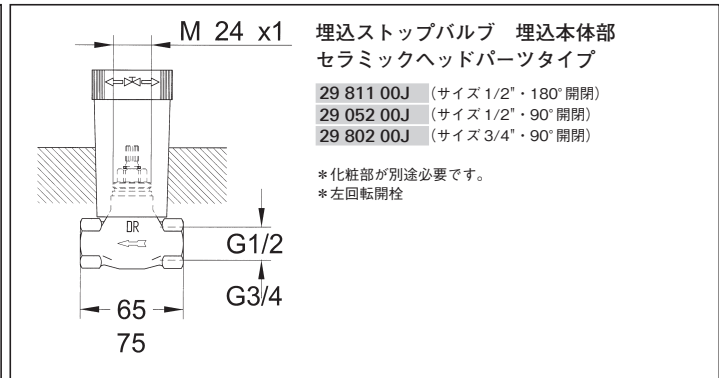 M 24 x1
DR
G1/2
G3/4
65
75
埋込ストップバルブ 埋込本体部
セラミックヘッドパーツタイプ
29 811 00J (サイズ 1/2"・180°開閉)
29 052 00J (サイズ 1/2"・90°開閉)
29 802 00J (サイズ 3/4"・90°開閉)
＊化粧部が別途必要です。
＊左回転開栓